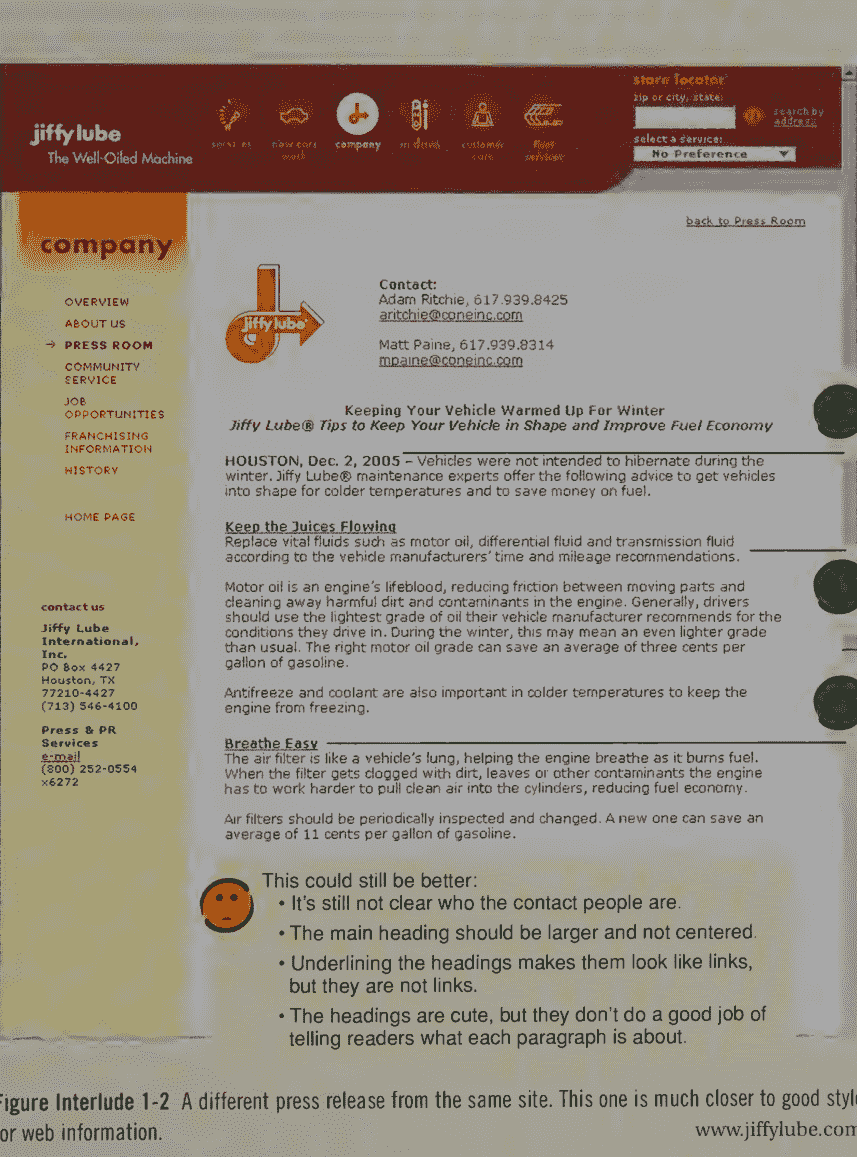 store locator
zip or city, state:
search by
address:
select a service:
No Preference
jiffy lube
The Well-Oiled Machine
services
new cars
company
customer
care
fleet
services
company
OVERVIEW
ABOUT US
PRESS ROOM
COMMUNITY
SERVICE
JOB
OPPORTUNITIES
FRANCHISING
INFORMATION
HISTORY
HOME PAGE
contact us
Jiffy Lube
International,
Inc.
PO Box 4427
Houston, TX
77210-4427
(713) 546-4100
Press & PR
Services
e-mail
(800) 252-0554
x6272
back to Press Room
jiffy lube
Contact:
Adam Ritchie, 617.939.8425
aritchie@coneinc.com
Matt Paine, 617.939.8314
mpaine@coneinc.com
Keeping Your Vehicle Warmed Up For Winter
Jiffy Lube® Tips to Keep Your Vehicle in Shape and Improve Fuel Economy
HOUSTON, Dec. 2, 2005 – Vehicles were not intended to hibernate during the
winter. Jiffy Lube® maintenance experts offer the following advice to get vehicles
into shape for colder temperatures and to save money on fuel.
Keep the Juices Flowing
Replace vital fluids such as motor oil, differential fluid and transmission fluid
according to the vehicle manufacturers' time and mileage recommendations.
Motor oil is an engine's lifeblood, reducing friction between moving parts and
cleaning away harmful dirt and contaminants in the engine. Generally, drivers
should use the lightest grade of oil their vehicle manufacturer recommends for the
conditions they drive in. During the winter, this may mean an even lighter grade
than usual. The right motor oil grade can save an average of three cents per
gallon of gasoline.
Antifreeze and coolant are also important in colder temperatures to keep the
engine from freezing.
Breathe Easy
The air filter is like a vehicle's lung, helping the engine breathe as it burns fuel.
When the filter gets clogged with dirt, leaves or other contaminants the engine
has to work harder to pull clean air into the cylinders, reducing fuel economy.
Air filters should be periodically inspected and changed. A new one can save an
average of 11 cents per gallon of gasoline.
This could still be better:
• It's still not clear who the contact people are.
• The main heading should be larger and not centered.
• Underlining the headings makes them look like links,
but they are not links.
• The headings are cute, but they don't do a good job of
telling readers what each paragraph is about.
Figure Interlude 1-2 A different press release from the same site. This one is much closer to good style
for web information.
www.jiffylube.com